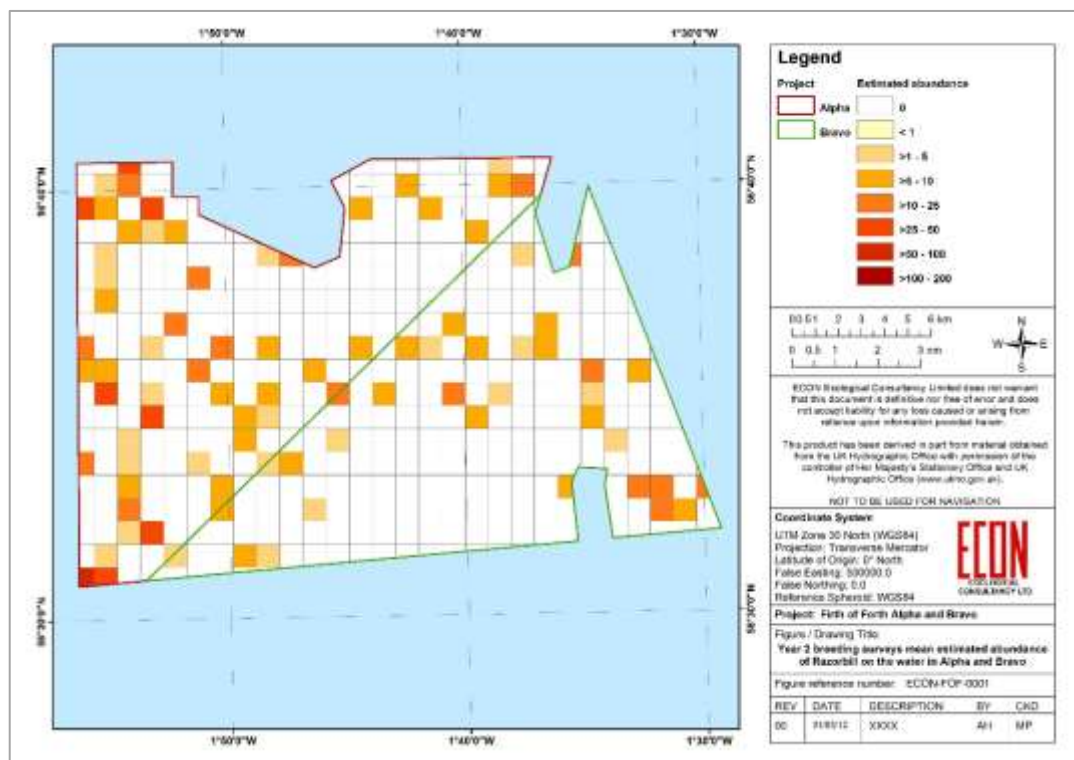 1°50'0"W 1°40'0"W 1°30'0"W
56°40'0"N
56°40'0"N
56°30'0"N
56°30'0"N
1°50'0"W 1°40'0"W 1°30'0"W
Legend
Project Estimated abundance
Alpha 0
Bravo < 1
>1 - 5
>5 - 10
>10 - 25
>25 - 50
>50 - 100
>100 - 200
0 0.5 1 2 3 4 5 6 km
0 0.5 1 2 3 nm
N
W E
S
ECON Ecological Consultancy Limited does not warrant
that this document is definitive nor free of error and does
not accept liability for any loss caused or arising from
reliance upon information provided herein.
This product has been derived in part from material obtained
from the UK Hydrographic Office with permission of the
controller of Her Majesty's Stationery Office and UK
Hydrographic Office (www.ukho.gov.uk).
NOT TO BE USED FOR NAVIGATION
Coordinate System
UTM Zone 30 North (WGS84)
Projection: Transverse Mercator
Latitude of Origin: 0° North
False Easting: 500000.0
False Northing: 0.0
Reference Spheroid: WGS84
ECON
ECOLOGICAL
CONSULTANCY LTD
Project: Firth of Forth Alpha and Bravo
Figure / Drawing Title
Year 2 breeding surveys mean estimated abundance
of Razorbill on the water in Alpha and Bravo
Figure reference number: ECON-FOF-0001
REV DATE DESCRIPTION BY CKD
00 XXXX AH MP